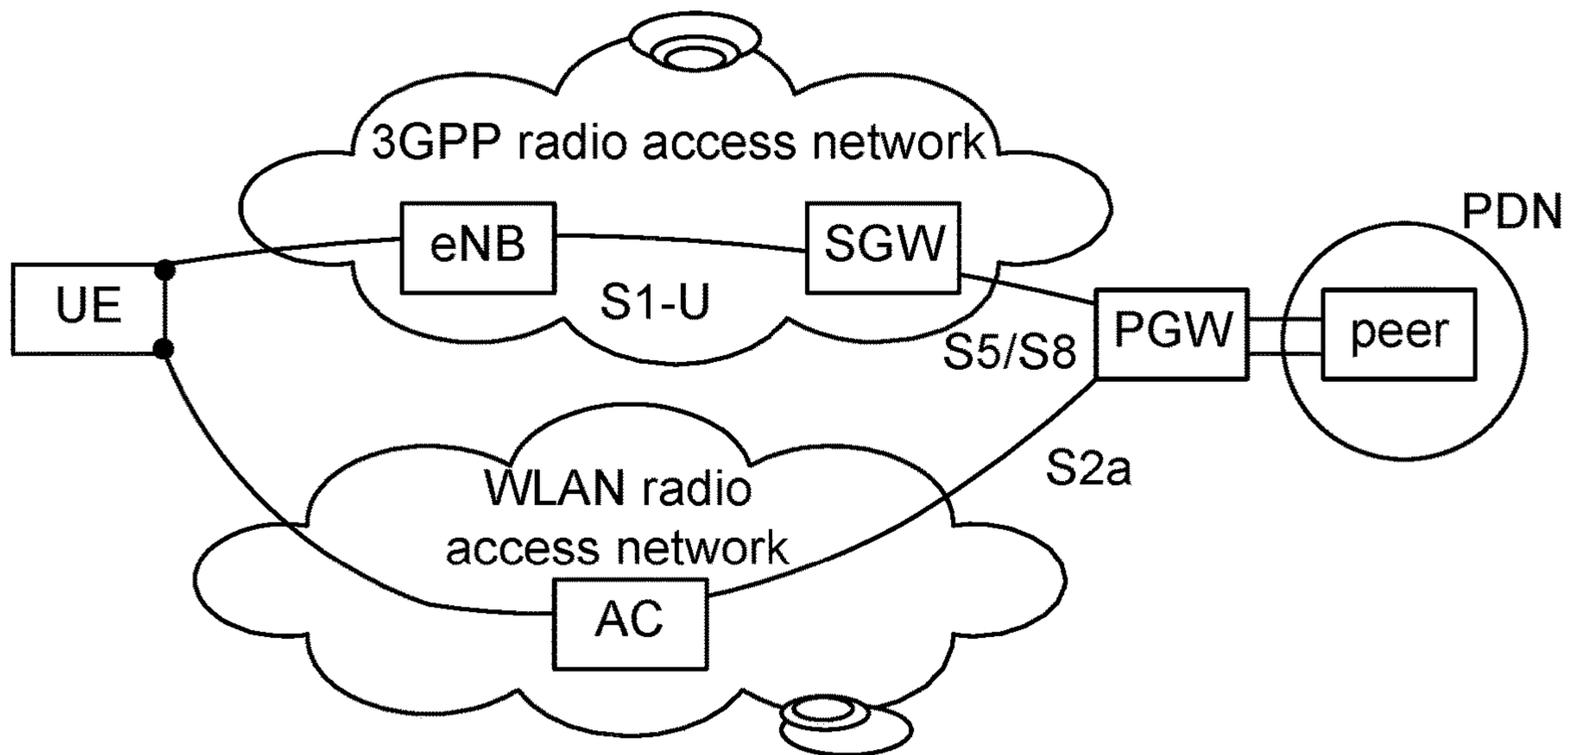 3GPP radio access network
PDN
eNB
SGW
UE
S1-U
PGW
peer
S5/S8
S2a
WLAN radio
access network
AC